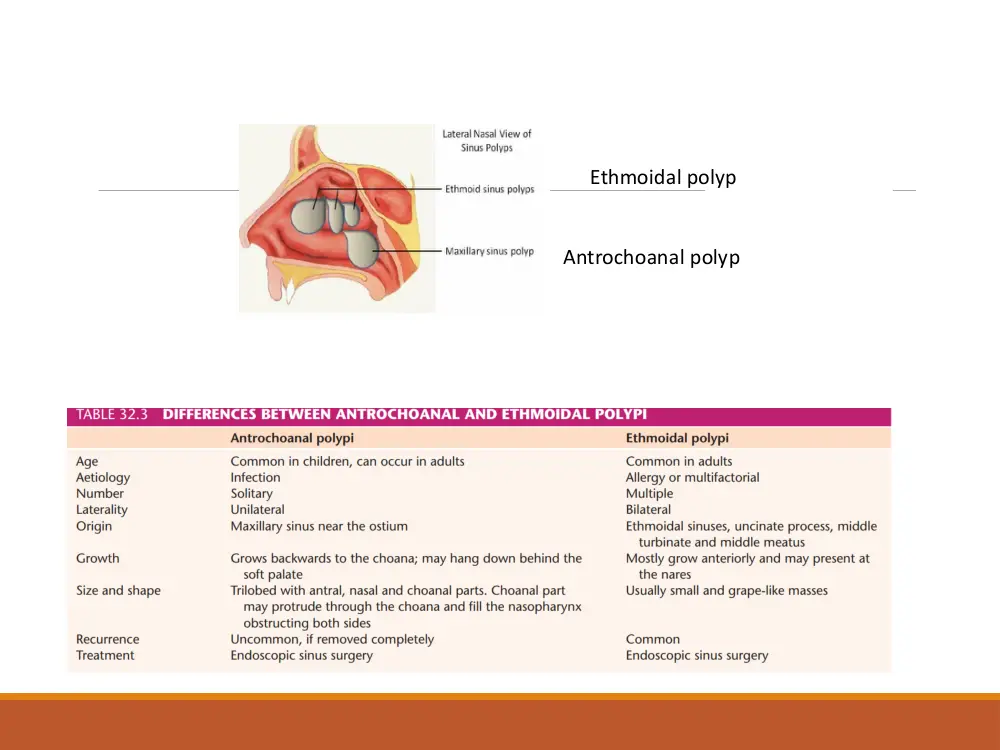 Lateral Nasal View of
Sinus Polyps
Ethmoid sinus polyps
Ethmoidal polyp
Maxillary sinus polyp
Antrochoanal polyp
TABLE 32.3 DIFFERENCES BETWEEN ANTROCHOANAL AND ETHMOIDAL POLYPI
Antrochoanal polypi Ethmoidal polypi
Age Common in children, can occur in adults Common in adults
Aetiology Infection Allergy or multifactorial
Number Solitary Multiple
Laterality Unilateral Bilateral
Origin Maxillary sinus near the ostium Ethmoidal sinuses, uncinate process, middle
turbinate and middle meatus
Growth Grows backwards to the choana; may hang down behind the Mostly grow anteriorly and may present at
soft palate the nares
Size and shape Trilobed with antral, nasal and choanal parts. Choanal part Usually small and grape-like masses
may protrude through the choana and fill the nasopharynx
obstructing both sides
Recurrence Uncommon, if removed completely Common
Treatment Endoscopic sinus surgery Endoscopic sinus surgery